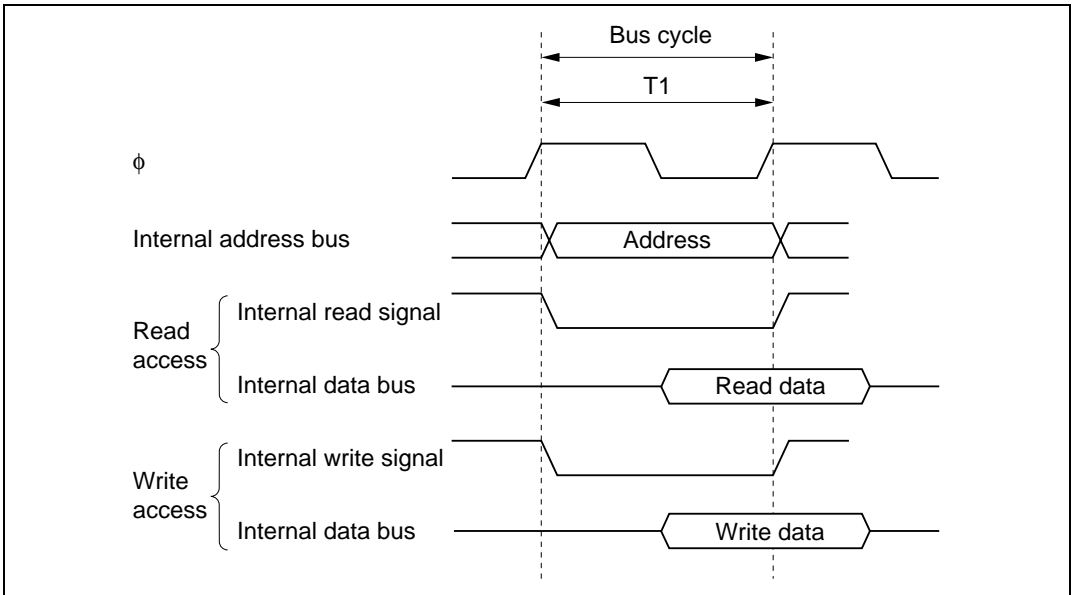 Bus cycle
T1
ϕ
Internal address bus
Address
Read
access
Internal read signal
Internal data bus
Read data
Write
access
Internal write signal
Internal data bus
Write data